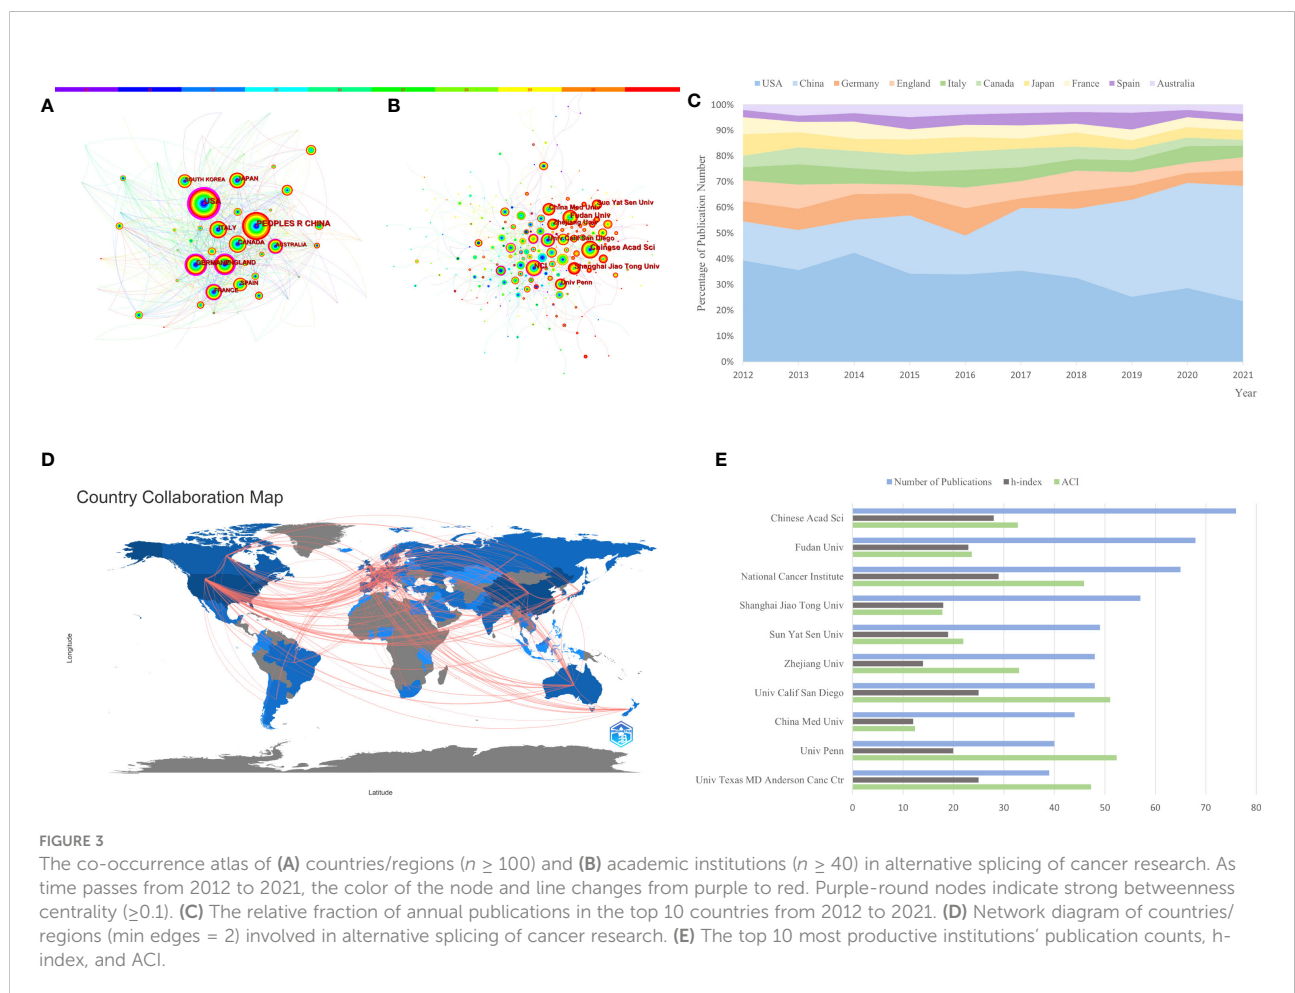 A
SOUTH KOREA
JAPAN
USA
PEOPLES R CHINA
ITALY
CANADA
AUSTRALIA
GERMANY
ENGLAND
SPAIN
FRANCE
B
Sun Yat Sen Univ
China Med Univ
Fudan Univ
Zhejiang Univ
Univ Calif San Diego
Chinese Acad Sci
NCI
Shanghai Jiao Tong Univ
Univ Penn
C
USA China Germany England Italy Canada Japan France Spain Australia
Percentage of Publication Number
100%
90%
80%
70%
60%
50%
40%
30%
20%
10%
0%
2012 2013 2014 2015 2016 2017 2018 2019 2020 2021
Year
D
Country Collaboration Map
Longitude
Latitude
E
Number of Publications h-index ACI
Chinese Acad Sci
Fudan Univ
National Cancer Institute
Shanghai Jiao Tong Univ
Sun Yat Sen Univ
Zhejiang Univ
Univ Calif San Diego
China Med Univ
Univ Penn
Univ Texas MD Anderson Canc Ctr
0 10 20 30 40 50 60 70 80
FIGURE 3
The co-occurrence atlas of (A) countries/regions (n ≥ 100) and (B) academic institutions (n ≥ 40) in alternative splicing of cancer research. As
time passes from 2012 to 2021, the color of the node and line changes from purple to red. Purple-round nodes indicate strong betweenness
centrality (≥0.1). (C) The relative fraction of annual publications in the top 10 countries from 2012 to 2021. (D) Network diagram of countries/
regions (min edges = 2) involved in alternative splicing of cancer research. (E) The top 10 most productive institutions' publication counts, h-
index, and ACI.